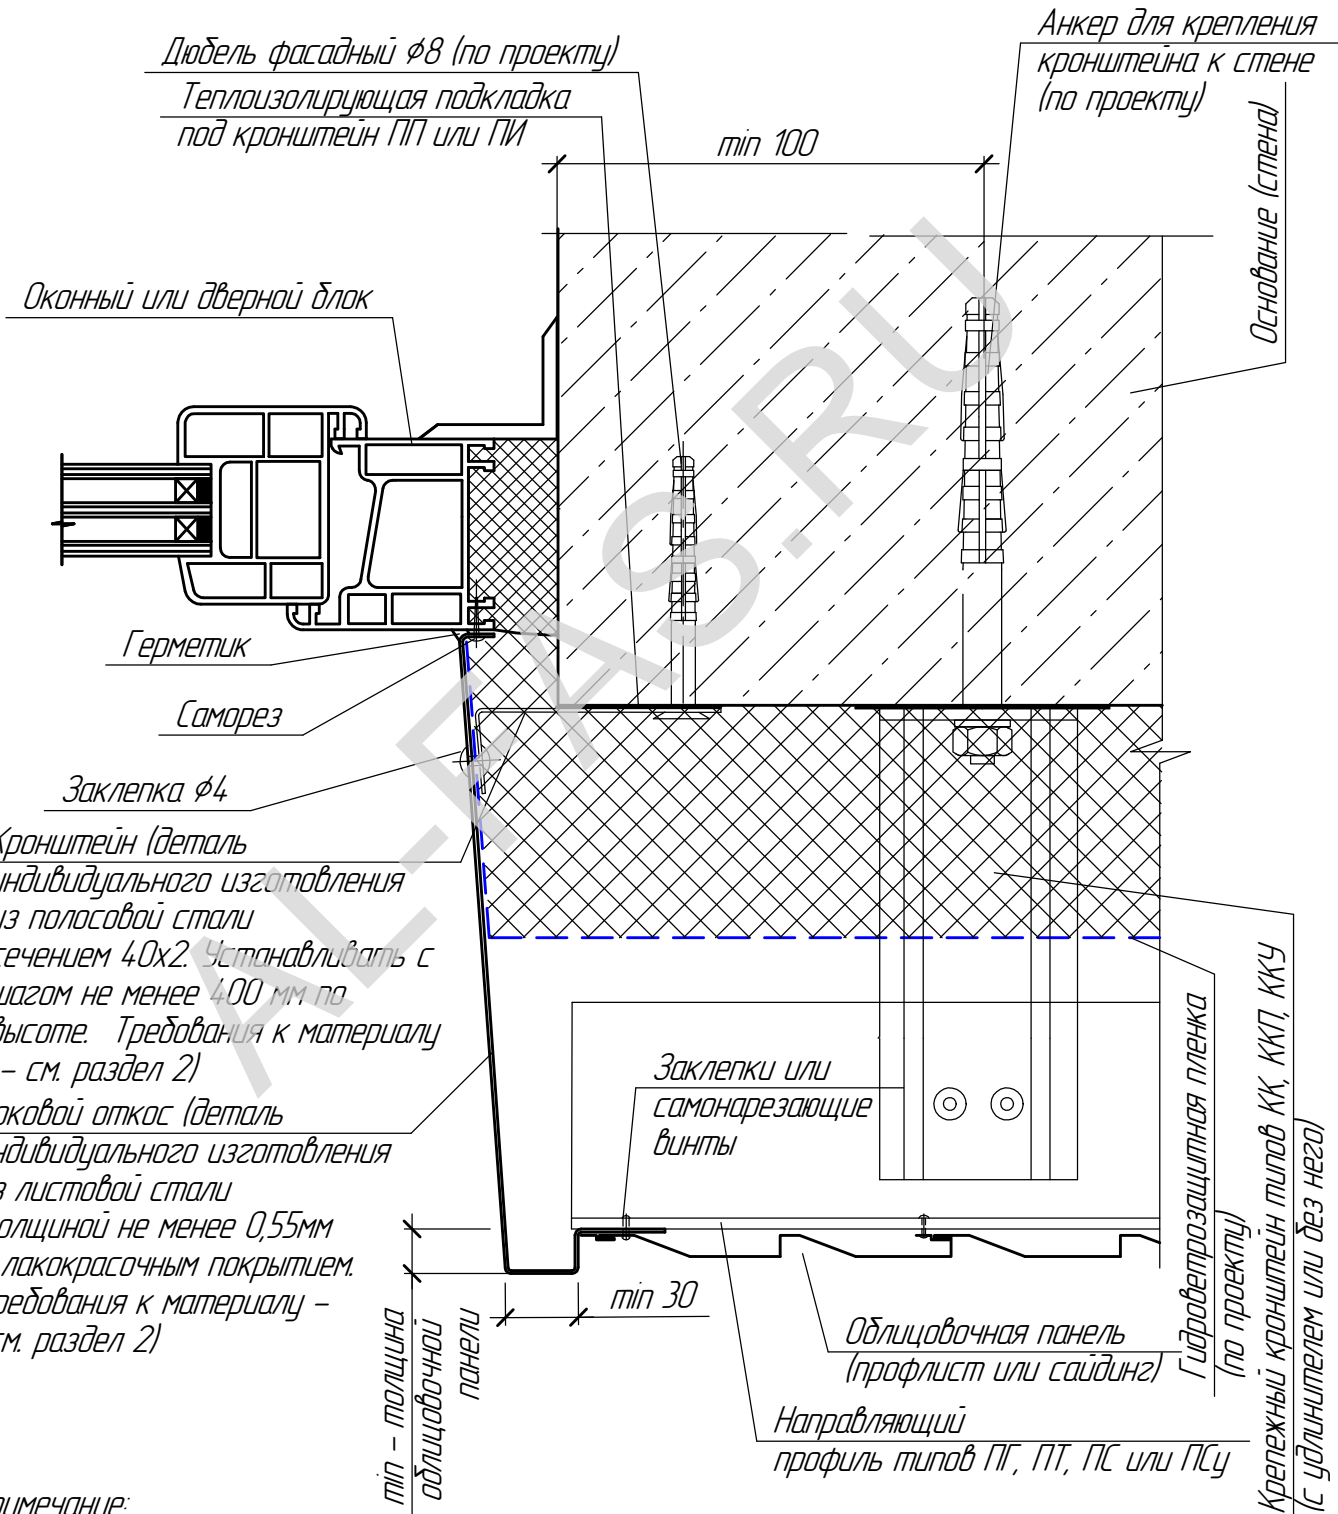 Дюбель фасадный ϕ8 (по проекту)
Теплоизолирующая подкладка
под кронштейн ПП или ПИ
Анкер для крепления
кронштейна к стене
(по проекту)
min 100
Основание (стена)
Оконный или дверной блок
Герметик
Саморез
Заклепка ϕ4
Кронштейн (деталь
индивидуального изготовления
из полосовой стали
сечением 40х2. Устанавливать с
шагом не менее 400 мм по
высоте. Требования к материалу
- см. раздел 2)
оковой откос (деталь
ндивидуального изготовления
з листовой стали
олщиной не менее 0,55мм
лакокрасочным покрытием.
ребования к материалу -
м. раздел 2)
Заклепки или
самонарезающие
винты
min 30
min - толщина
облицовочной
панели
Облицовочная панель
(профлист или сайдинг)
Направляющий
профиль типов ПГ, ПТ, ПС или ПСу
Гидроветрозащитная пленка
(по проекту)
Крепежный кронштейн типов КК, ККП, ККУ
(с удлинителем или без него)
римечание:
AL-FAS.RU